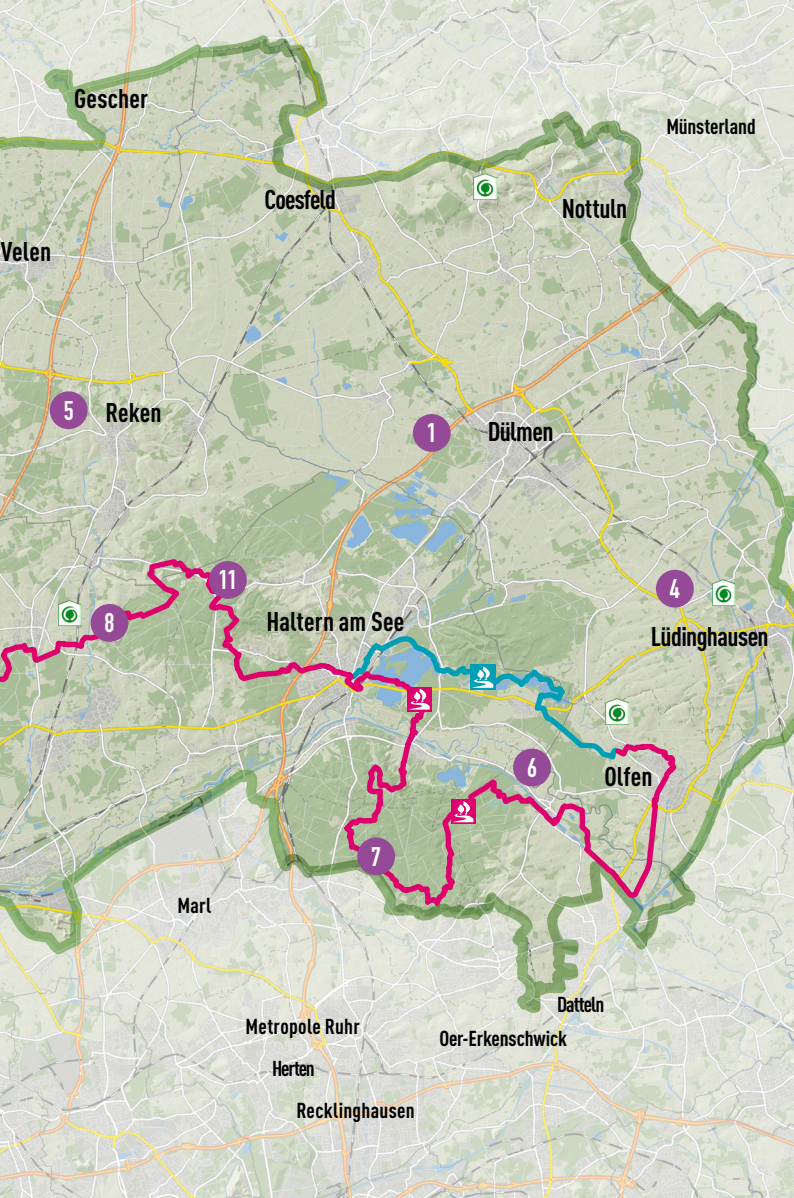 Gescher
Münsterland
Coesfeld
Nottuln
Velen
5
Reken
1
Dülmen
11
4
8
Haltern am See
Lüdinghausen
6
Olfen
7
Marl
Datteln
Metropole Ruhr
Oer-Erkenschwick
Herten
Recklinghausen